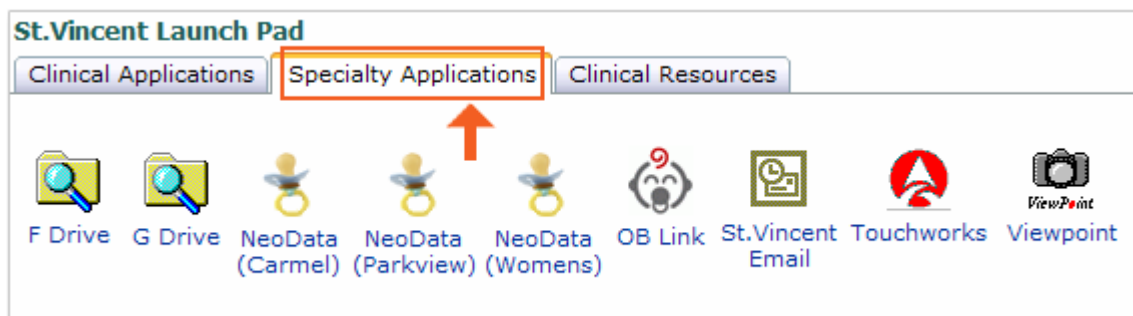 St.Vincent Launch Pad
Clinical Applications Specialty Applications Clinical Resources
ViewPoint
F Drive G Drive NeoData NeoData NeoData OB Link St.Vincent Touchworks Viewpoint
(Carmel) (Parkview) (Womens) Email